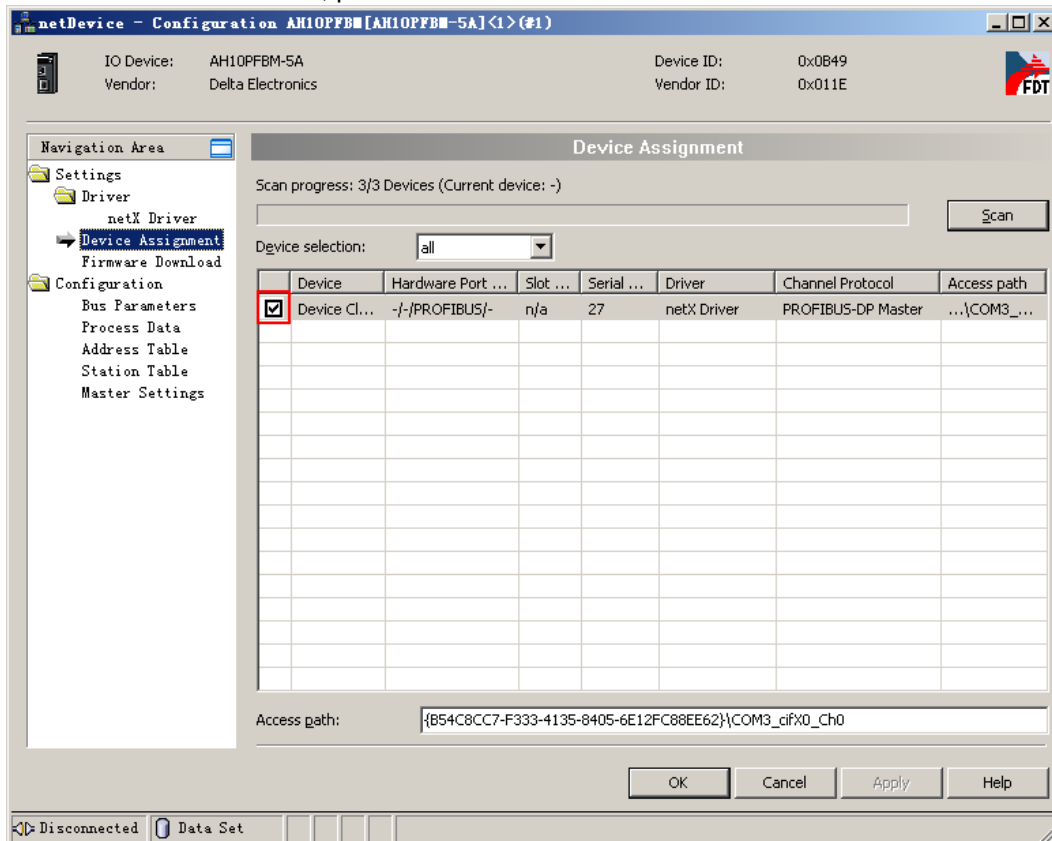 netDevice - Configuration AH10PFBM[AH10PFBM-5A]<1>(#1)
IO Device: AH10PFBM-5A Device ID: 0x0B49
Vendor: Delta Electronics Vendor ID: 0x011E
FDT
Navigation Area
Settings
Driver
netX Driver
Device Assignment
Firmware Download
Configuration
Bus Parameters
Process Data
Address Table
Station Table
Master Settings
Device Assignment
Scan progress: 3/3 Devices (Current device: -)
Scan
Device selection: all
Device Hardware Port ... Slot ... Serial ... Driver Channel Protocol Access path
Device Cl... -/-/PROFIBUS/- n/a 27 netX Driver PROFIBUS-DP Master ...\COM3_...
Access path: {B54C8CC7-F333-4135-8405-6E12FC88EE62}\COM3_cifX0_Ch0
OK Cancel Apply Help
Disconnected Data Set